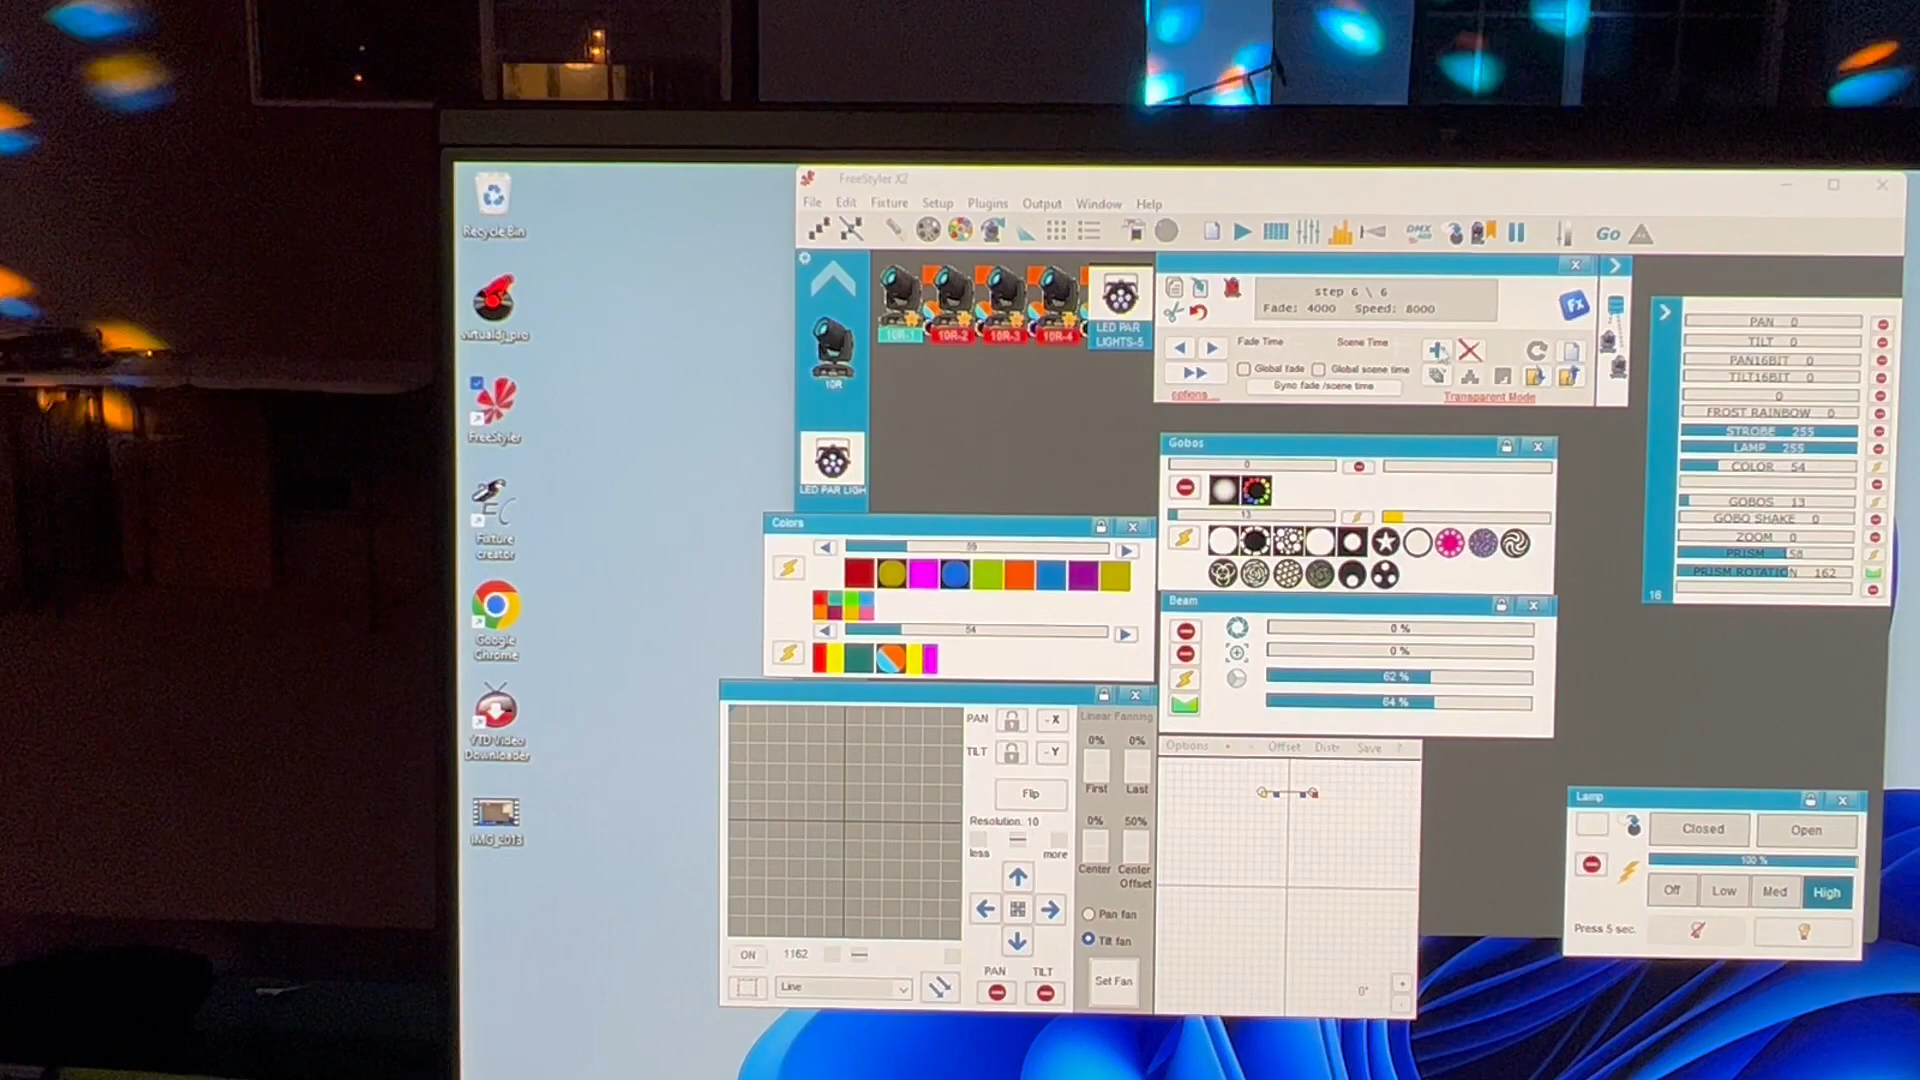 Recycle Bin
virtualdj_pro
FreeStyler
Fixture
creator
Google
Chrome
YTD Video
Downloader
IMG_2013
FreeStyler X2
File Edit Fixture Setup Plugins Output Window Help
DMX
400
Go
10R
LED PAR LIGH
10R-1 10R-2 10R-3 10R-4
LED PAR
LIGHTS-5
step 6 \ 6
Fade: 4000 Speed: 8000
Fx
Fade Time Scene Time
Global fade Global scene time
Sync fade /scene time
options ...
Transparent Mode
PAN 0
TILT 0
PAN16BIT 0
TILT16BIT 0
0
FROST RAINBOW 0
STROBE 255
LAMP 255
COLOR 54
GOBOS 13
GOBO SHAKE 0
ZOOM 0
PRISM 158
PRISM ROTATION 162
16
Gobos
0
13
Colors
54
Beam
0 %
0 %
62 %
64 %
PAN -X
TILT -Y
Flip
Resolution: 10
less more
ON 1162
Line
PAN TILT
Linear Fanning
0% 0%
First Last
0% 50%
Center Center
Offset
Pan fan
Tilt fan
Set Fan
Options + - Offset Distr Save ?
0°
+
-
Lamp
Closed Open
100 %
Off Low Med High
Press 5 sec.